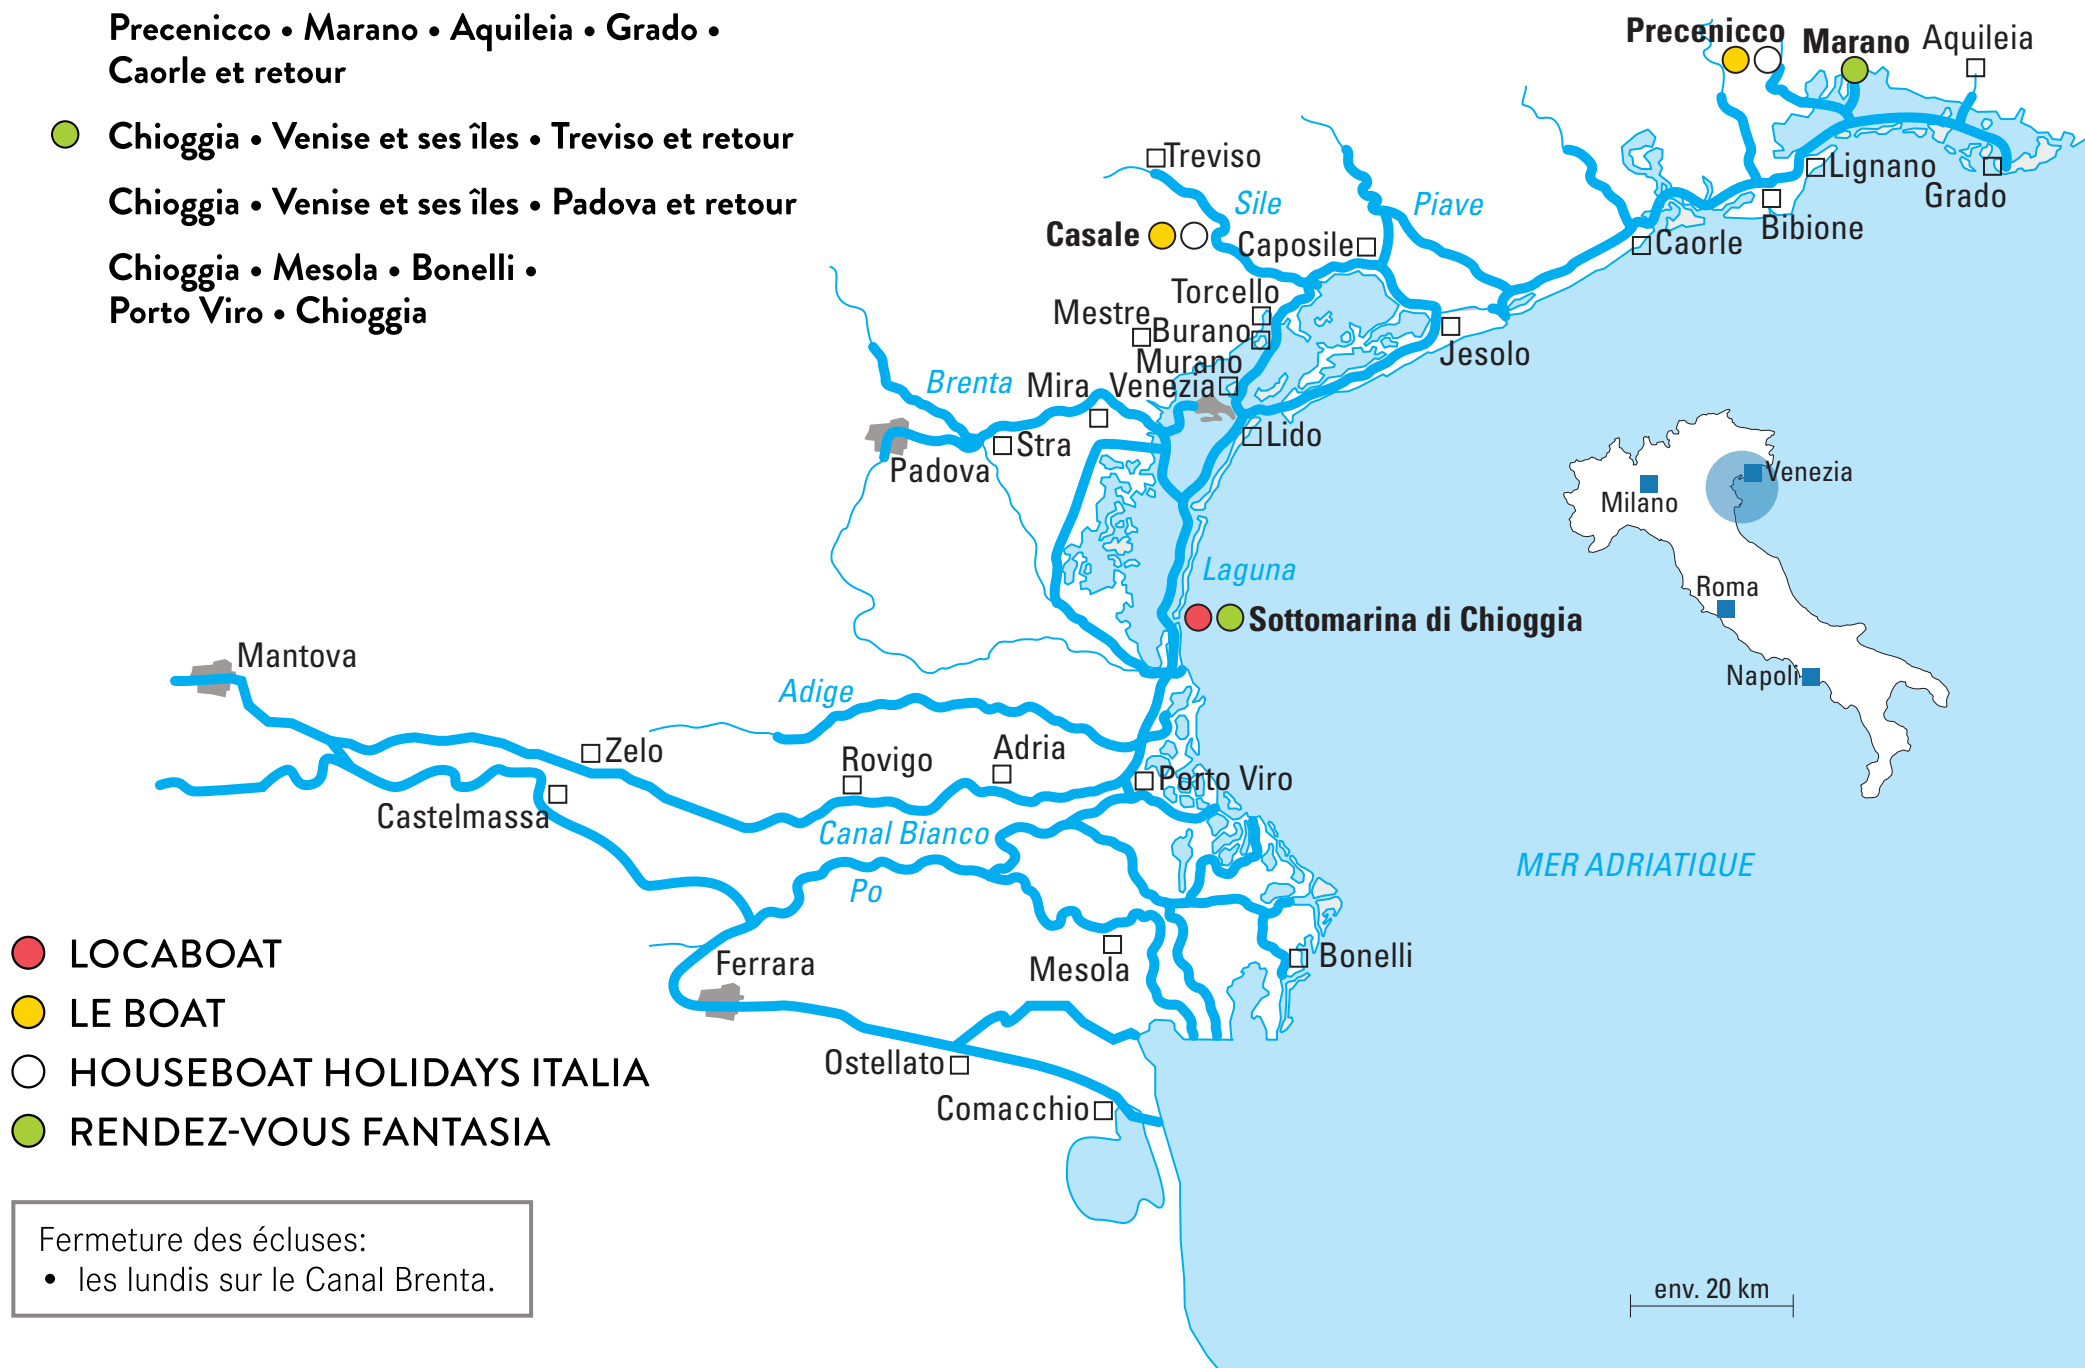 Precenicco • Marano • Aquileia • Grado •
Caorle et retour
Chioggia • Venise et ses îles • Treviso et retour
Chioggia • Venise et ses îles • Padova et retour
Chioggia • Mesola • Bonelli •
Porto Viro • Chioggia
Precenicco
Marano
Aquileia
Lignano
Grado
Bibione
Caorle
Treviso
Sile
Piave
Casale
Caposile
Torcello
Mestre
Burano
Murano
Venezia
Jesolo
Brenta
Mira
Lido
Stra
Padova
Laguna
Sottomarina di Chioggia
Venezia
Milano
Roma
Napoli
Mantova
Adige
Zelo
Rovigo
Adria
Porto Viro
Castelmassa
Canal Bianco
Po
MER ADRIATIQUE
Ferrara
Mesola
Bonelli
Ostellato
Comacchio
LOCABOAT
LE BOAT
HOUSEBOAT HOLIDAYS ITALIA
RENDEZ-VOUS FANTASIA
Fermeture des écluses:
• les lundis sur le Canal Brenta.
env. 20 km